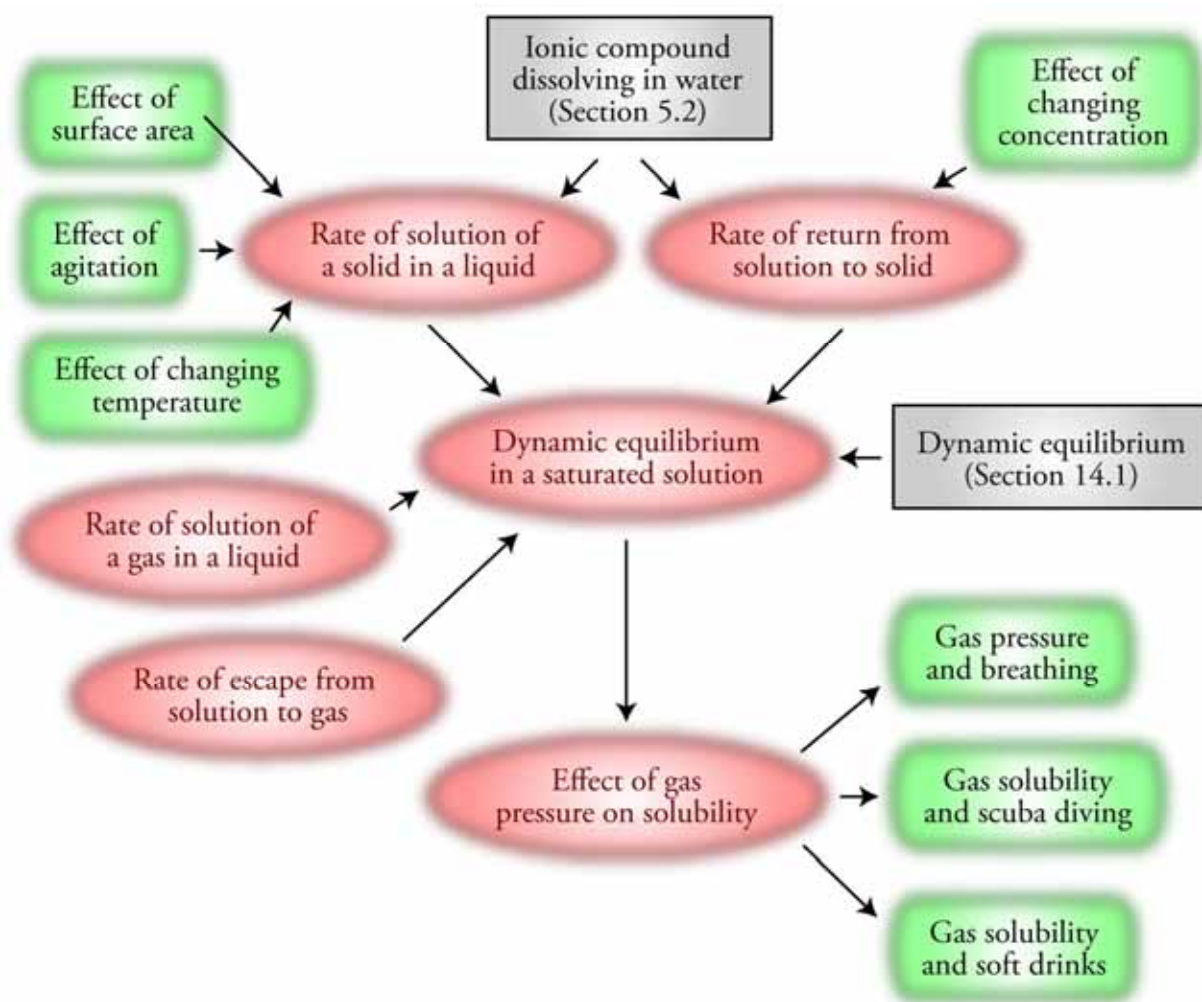 Ionic compound
dissolving in water
(Section 5.2)
Effect of
changing
concentration
Effect of
surface area
Effect of
agitation
Rate of solution of
a solid in a liquid
Rate of return from
solution to solid
Effect of changing
temperature
Dynamic equilibrium
in a saturated solution
Dynamic equilibrium
(Section 14.1)
Rate of solution of
a gas in a liquid
Rate of escape from
solution to gas
Gas pressure
and breathing
Effect of gas
pressure on solubility
Gas solubility
and scuba diving
Gas solubility
and soft drinks